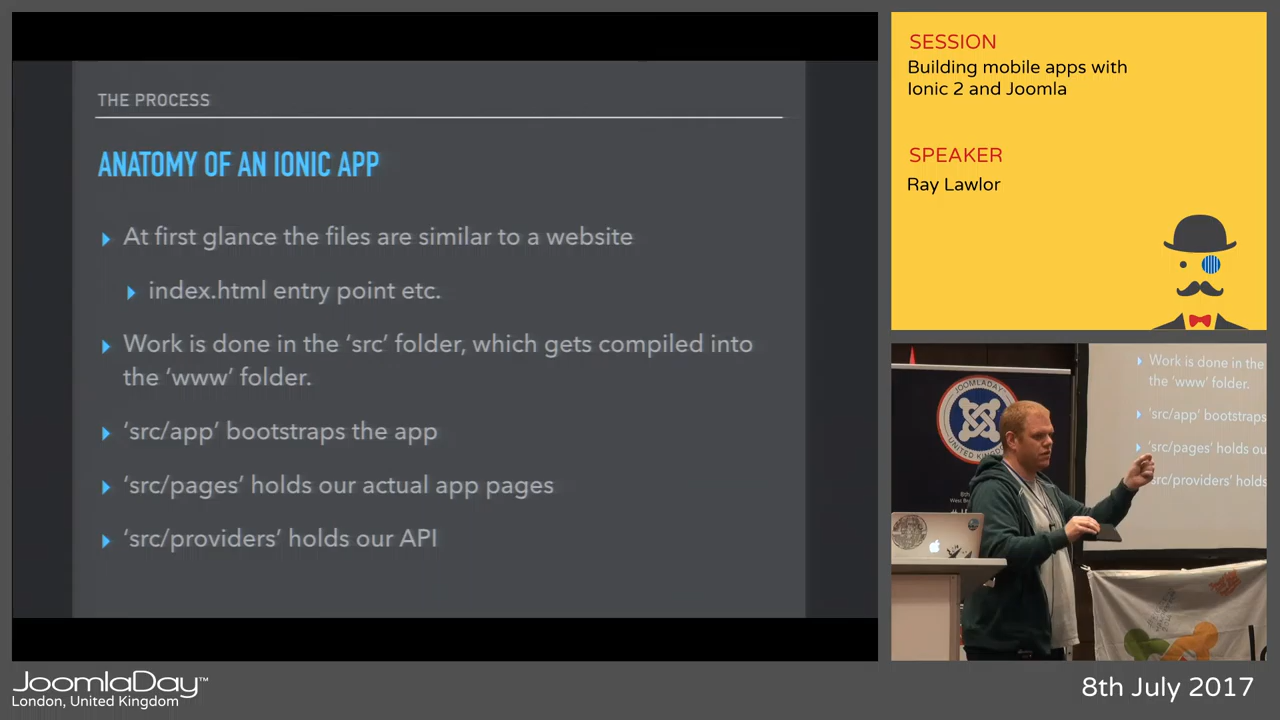 THE PROCESS
ANATOMY OF AN IONIC APP
At first glance the files are similar to a website
index.html entry point etc.
Work is done in the ‘src’ folder, which gets compiled into
the ‘www’ folder.
‘src/app’ bootstraps the app
‘src/pages’ holds our actual app pages
‘src/providers’ holds our API
SESSION
Building mobile apps with
Ionic 2 and Joomla
SPEAKER
Ray Lawlor
JOOMLADAY
UNITED KINGDOM
Work is done in the
the ‘www’ folder.
‘src/app’ bootstraps
‘src/pages’ holds ou
src/providers’ holds
JoomlaDay™
London, United Kingdom
8th July 2017